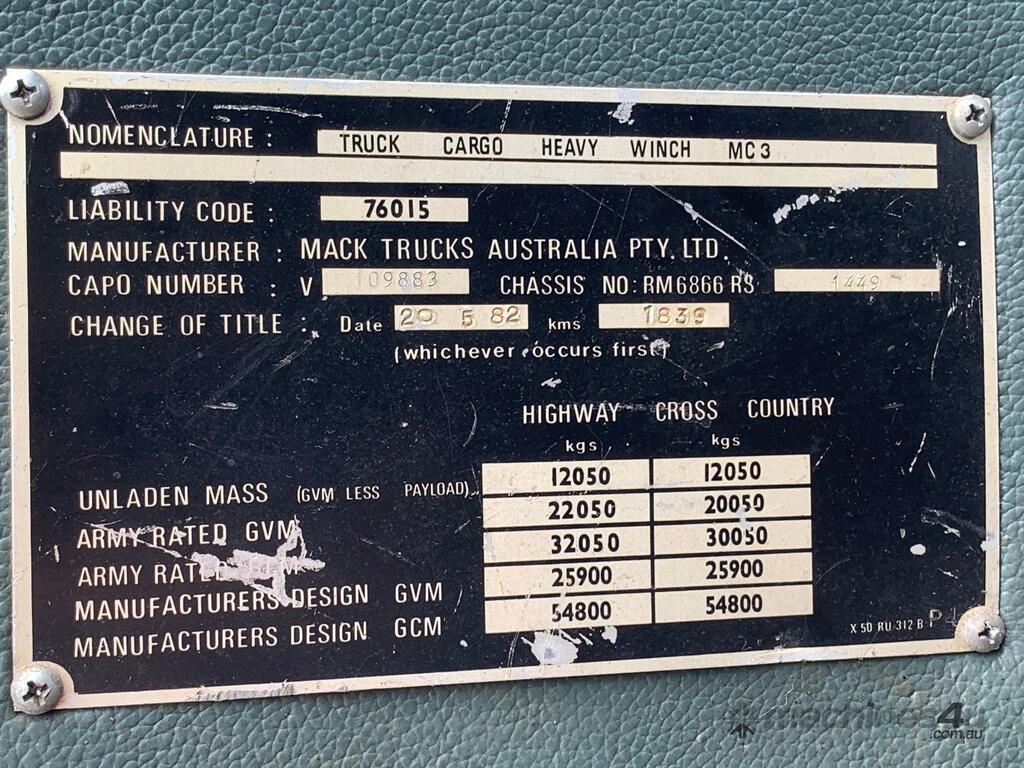 NOMENCLATURE : TRUCK CARGO HEAVY WINCH MC3
LIABILITY CODE : 76015
MANUFACTURER : MACK TRUCKS AUSTRALIA PTY. LTD.
CAPO NUMBER : V 109883 CHASSIS NO: RM6866 RS 1449
CHANGE OF TITLE : Date 20 5 82 kms 1839
(whichever occurs first)
HIGHWAY CROSS COUNTRY
kgs kgs
UNLADEN MASS (GVM LESS PAYLOAD) 12050 12050
ARMY RATED GVM 22050 20050
ARMY RATED 32050 30050
MANUFACTURERS DESIGN GVM 25900 25900
MANUFACTURERS DESIGN GCM 54800 54800
X 50 RU 312 B
machines4u
.com.au